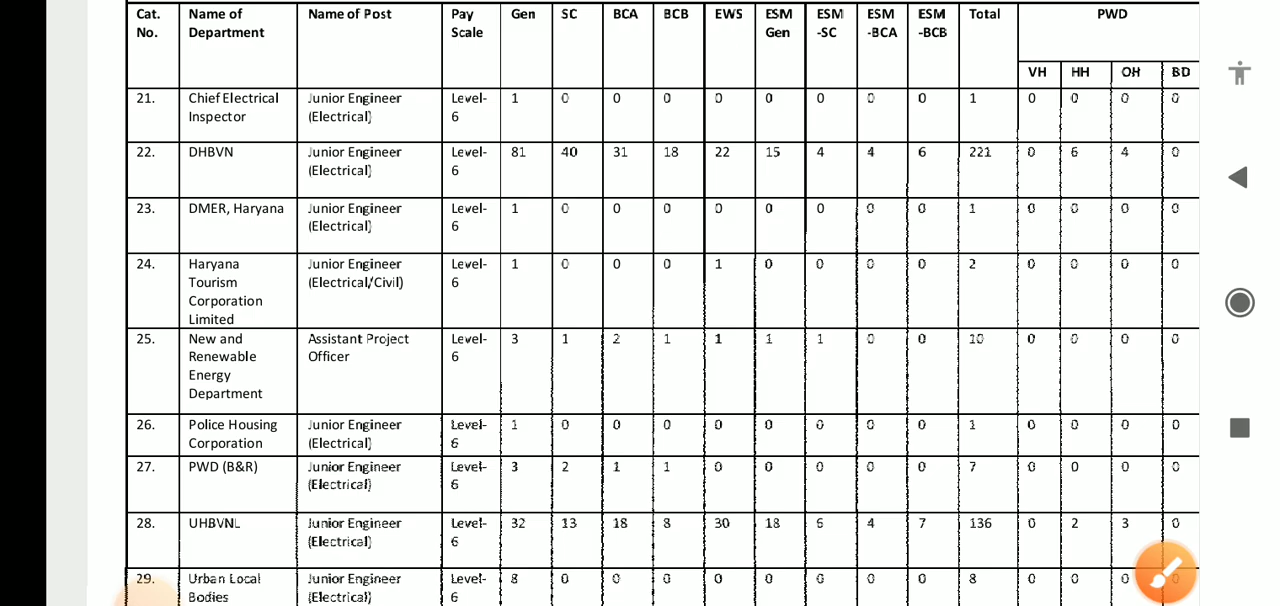 Cat. No. | Name of Department | Name of Post | Pay Scale | Gen | SC | BCA | BCB | EWS | ESM Gen | ESM -SC | ESM -BCA | ESM -BCB | Total | PWD
VH | HH | OH | BD
21. | Chief Electrical Inspector | Junior Engineer (Electrical) | Level-6 | 1 | 0 | 0 | 0 | 0 | 0 | 0 | 0 | 0 | 1 | 0 | 0 | 0 | 0
22. | DHBVN | Junior Engineer (Electrical) | Level-6 | 81 | 40 | 31 | 18 | 22 | 15 | 4 | 4 | 6 | 221 | 0 | 6 | 4 | 0
23. | DMER, Haryana | Junior Engineer (Electrical) | Level-6 | 1 | 0 | 0 | 0 | 0 | 0 | 0 | 0 | 0 | 1 | 0 | 0 | 0 | 0
24. | Haryana Tourism Corporation Limited | Junior Engineer (Electrical/Civil) | Level-6 | 1 | 0 | 0 | 0 | 1 | 0 | 0 | 0 | 0 | 2 | 0 | 0 | 0 | 0
25. | New and Renewable Energy Department | Assistant Project Officer | Level-6 | 3 | 1 | 2 | 1 | 1 | 1 | 1 | 0 | 0 | 10 | 0 | 0 | 0 | 0
26. | Police Housing Corporation | Junior Engineer (Electrical) | Level-6 | 1 | 0 | 0 | 0 | 0 | 0 | 0 | 0 | 0 | 1 | 0 | 0 | 0 | 0
27. | PWD (B&R) | Junior Engineer (Electrical) | Level-6 | 3 | 2 | 1 | 1 | 0 | 0 | 0 | 0 | 0 | 7 | 0 | 0 | 0 | 0
28. | UHBVNL | Junior Engineer (Electrical) | Level-6 | 32 | 13 | 18 | 8 | 30 | 18 | 6 | 4 | 7 | 136 | 0 | 2 | 3 | 0
29. | Urban Local Bodies | Junior Engineer (Electrical) | Level-6 | 8 | 0 | 0 | 0 | 0 | 0 | 0 | 0 | 0 | 8 | 0 | 0 | 0